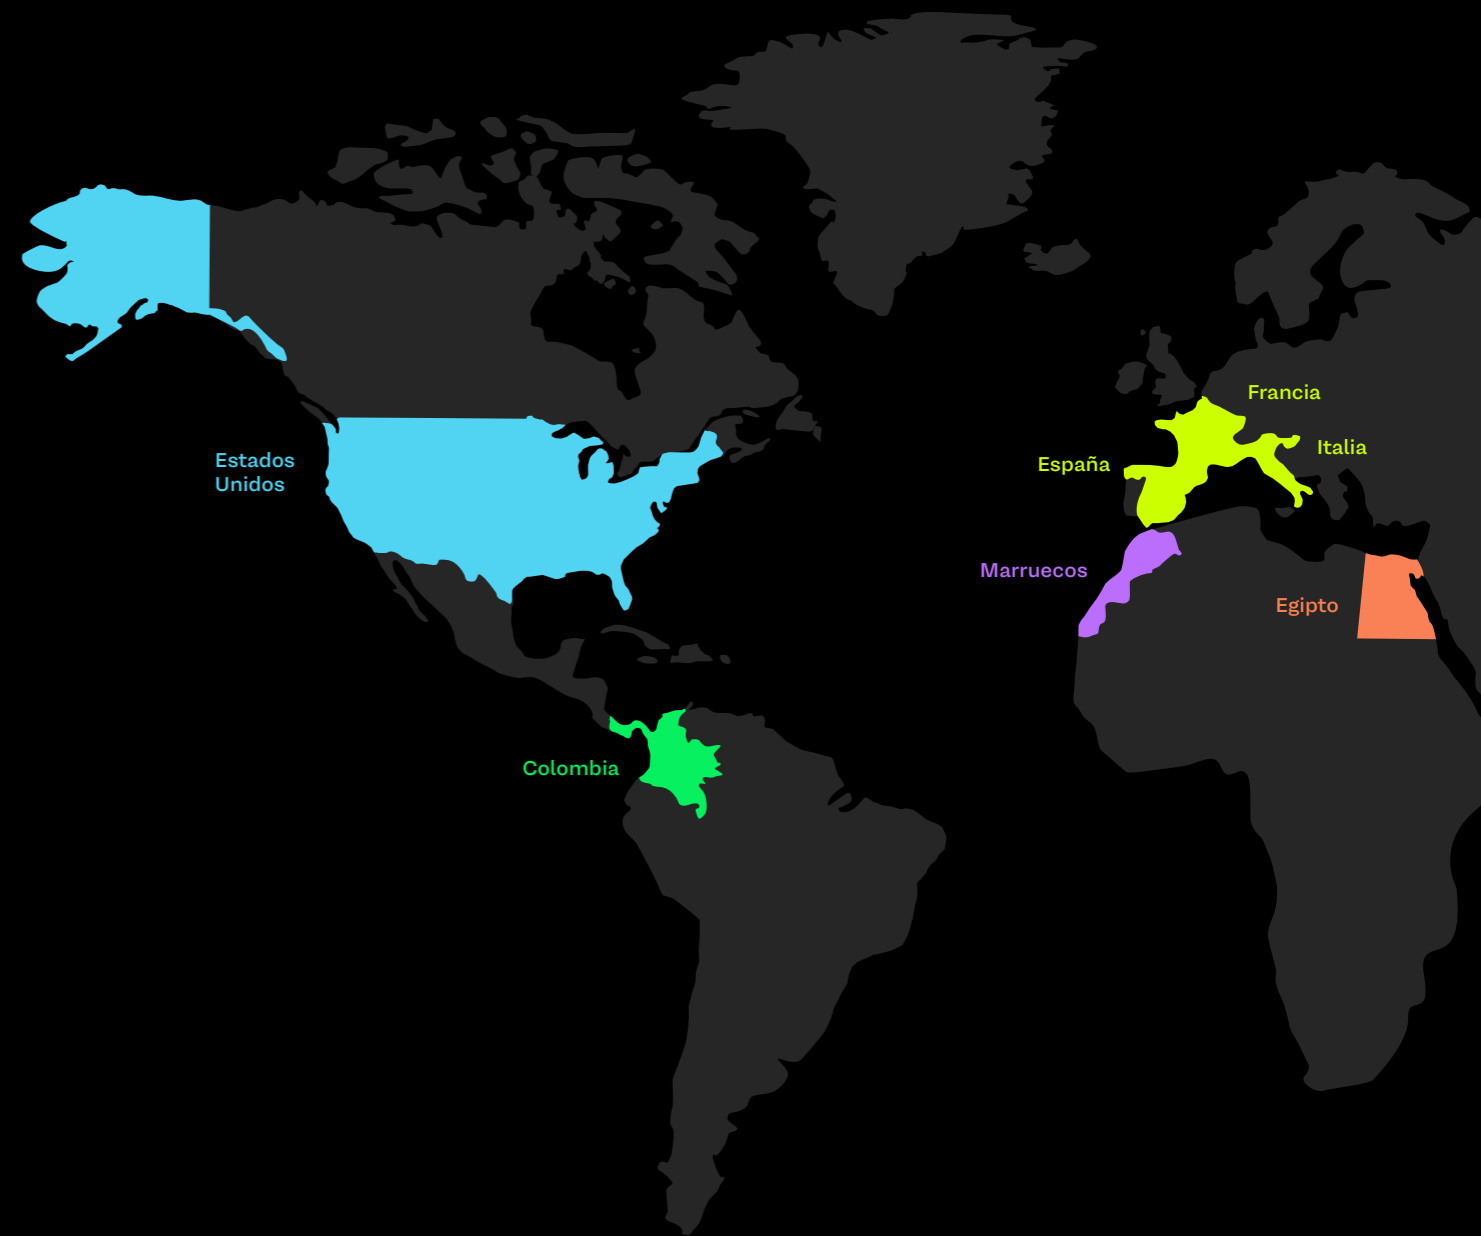 Francia
Italia
España
Estados
Unidos
Marruecos
Egipto
Colombia